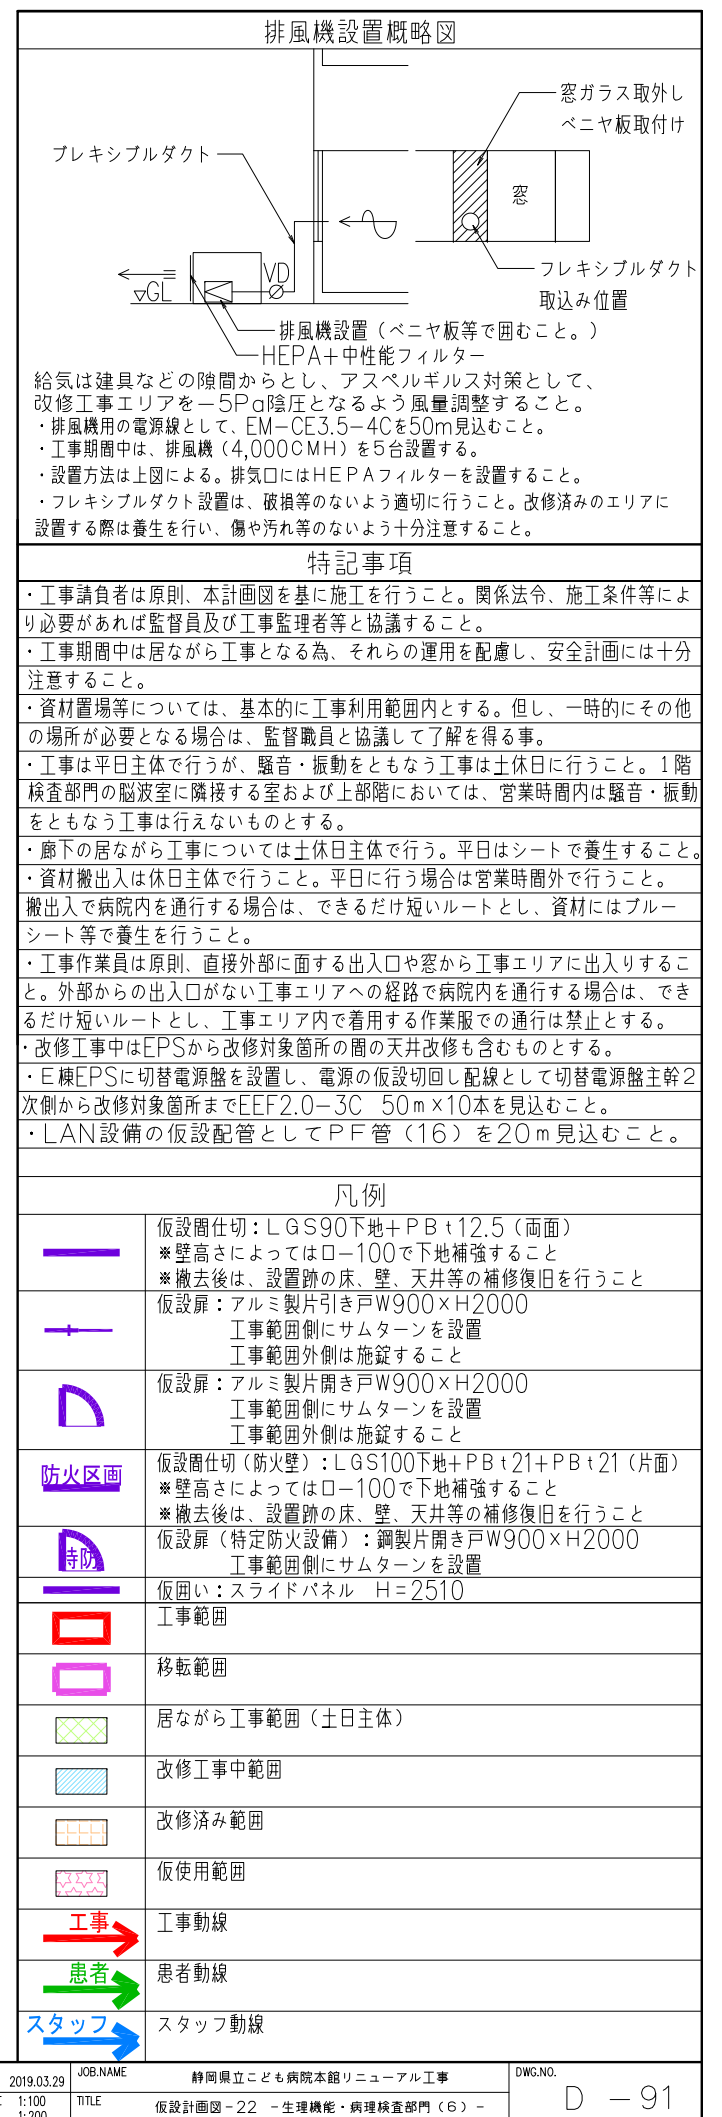 排風機設置概略図
窓ガラス取外し
ベニヤ板取付け
ブレキシブルダクト
窓
フレキシブルダクト
取込み位置
VD
▽GL
排風機設置（ベニヤ板等で囲むこと。）
HEPA＋中性能フィルター
給気は建具などの隙間からとし、アスペルギルス対策として、
改修工事エリアを－5Pa陰圧となるよう風量調整すること。
・排風機用の電源線として、EM－CE3.5－4Cを50m見込むこと。
・工事期間中は、排風機（4,000CMH）を5台設置する。
・設置方法は上図による。排気口にはHEPAフィルターを設置すること。
・フレキシブルダクト設置は、破損等のないよう適切に行うこと。改修済みのエリアに
設置する際は養生を行い、傷や汚れ等のないよう十分注意すること。
特記事項
・工事請負者は原則、本計画図を基に施工を行うこと。関係法令、施工条件等によ
り必要があれば監督員及び工事監理者等と協議すること。
・工事期間中は居ながら工事となる為、それらの運用を配慮し、安全計画には十分
注意すること。
・資材置場等については、基本的に工事利用範囲内とする。但し、一時的にその他
の場所が必要となる場合は、監督職員と協議して了解を得る事。
・工事は平日主体で行うが、騒音・振動をともなう工事は土休日に行うこと。1階
検査部門の脳波室に隣接する室および上部階においては、営業時間内は騒音・振動
をともなう工事は行えないものとする。
・廊下の居ながら工事については土休日主体で行う。平日はシートで養生すること。
・資材搬出入は休日主体で行うこと。平日に行う場合は営業時間外で行うこと。
搬出入で病院内を通行する場合は、できるだけ短いルートとし、資材にはブルー
シート等で養生を行うこと。
・工事作業員は原則、直接外部に面する出入口や窓から工事エリアに出入りするこ
と。外部からの出入口がない工事エリアへの経路で病院内を通行する場合は、でき
るだけ短いルートとし、工事エリア内で着用する作業服での通行は禁止とする。
・改修工事中はEPSから改修対象箇所の間の天井改修も含むものとする。
・E棟EPSに切替電源盤を設置し、電源の仮設切回し配線として切替電源盤主幹2
次側から改修対象箇所までEEF2.0－3C　50m×10本を見込むこと。
・LAN設備の仮設配管としてPF管（16）を20m見込むこと。
凡例
仮設間仕切：LGS90下地＋PBt12.5（両面）
※壁高さによってはロ－100で下地補強すること
※撤去後は、設置跡の床、壁、天井等の補修復旧を行うこと
仮設扉：アルミ製片引き戸W900×H2000
工事範囲側にサムターンを設置
工事範囲外側は施錠すること
仮設扉：アルミ製片開き戸W900×H2000
工事範囲側にサムターンを設置
工事範囲外側は施錠すること
防火区画
仮設間仕切（防火壁）：LGS100下地＋PBt21＋PBt21（片面）
※壁高さによってはロ－100で下地補強すること
※撤去後は、設置跡の床、壁、天井等の補修復旧を行うこと
特防
仮設扉（特定防火設備）：鋼製片開き戸W900×H2000
工事範囲側にサムターンを設置
仮囲い：スライドパネル　H＝2510
工事範囲
移転範囲
居ながら工事範囲（土日主体）
改修工事中範囲
改修済み範囲
仮使用範囲
工事
工事動線
患者
患者動線
スタッフ
スタッフ動線
2019.03.29
JOB.NAME
静岡県立こども病院本館リニューアル工事
DWG.NO.
1:100
1:200
TITLE
仮設計画図－22　－生理機能・病理検査部門（6）－
D －91